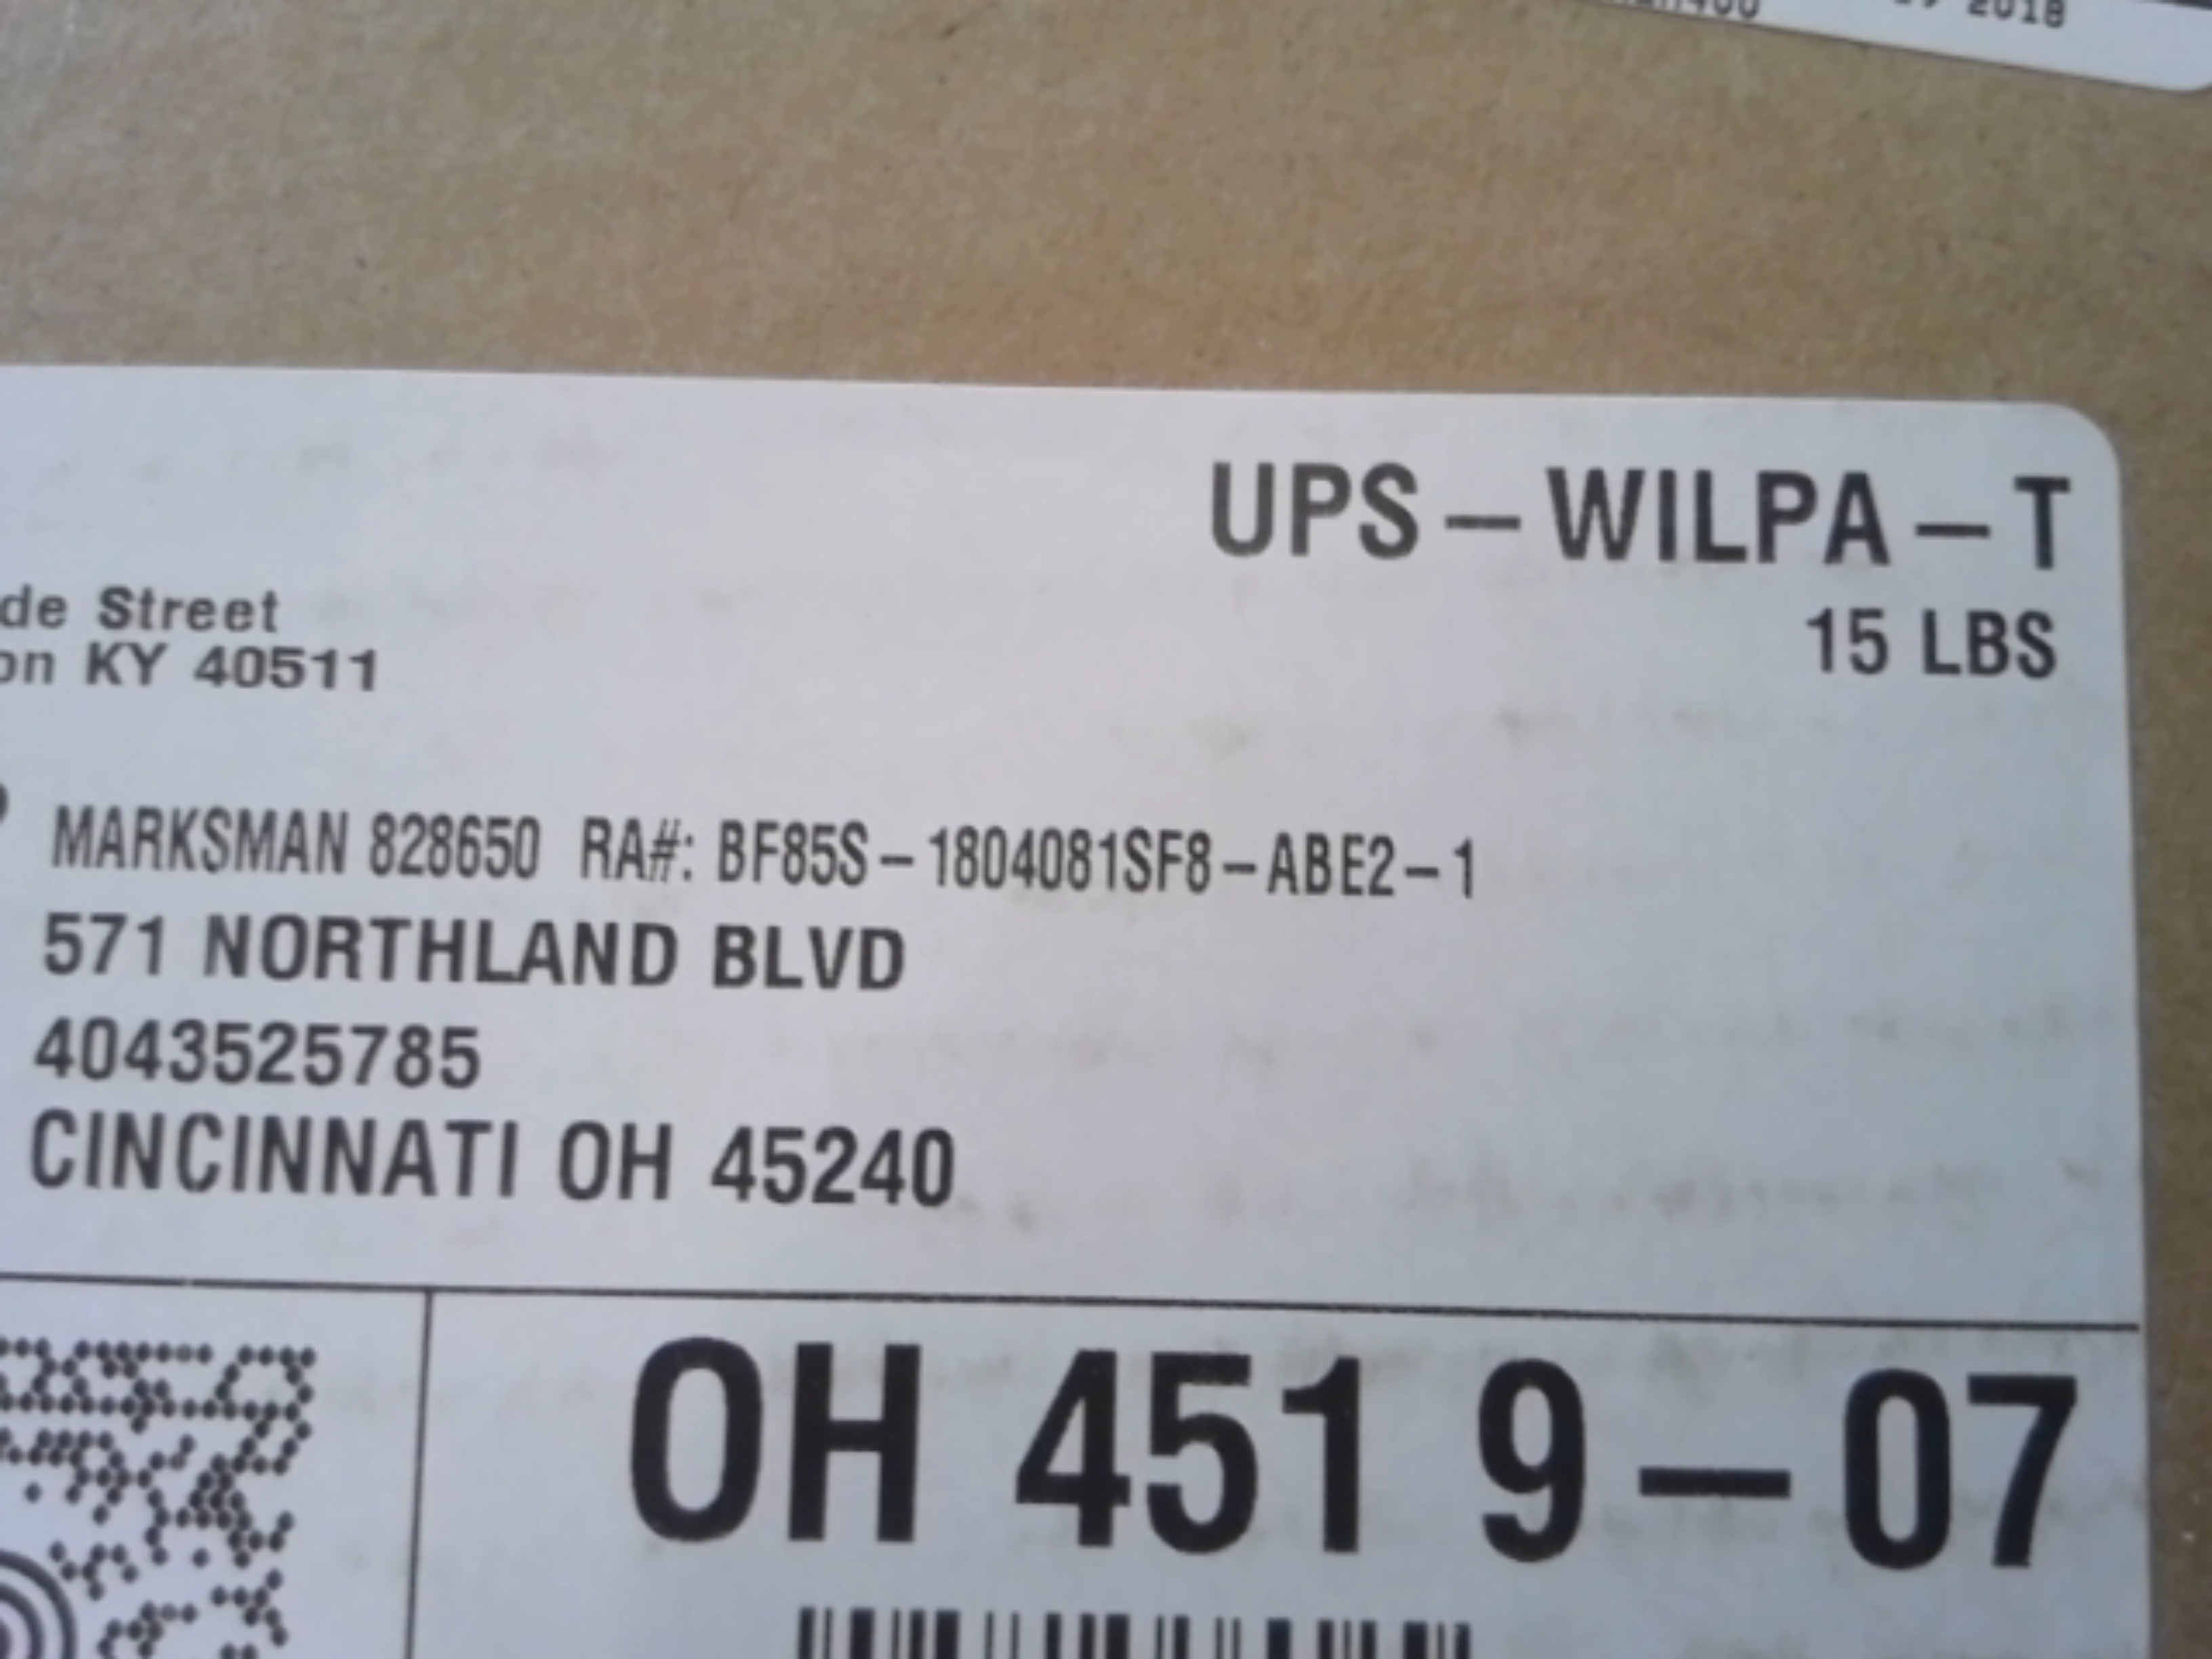 2018
UPS – WILPA – T
15 LBS
de Street
on KY 40511
MARKSMAN 828650 RA#: BF85S – 1804081SF8 – ABE2 – 1
571 NORTHLAND BLVD
4043525785
CINCINNATI OH 45240
OH 451 9 – 07